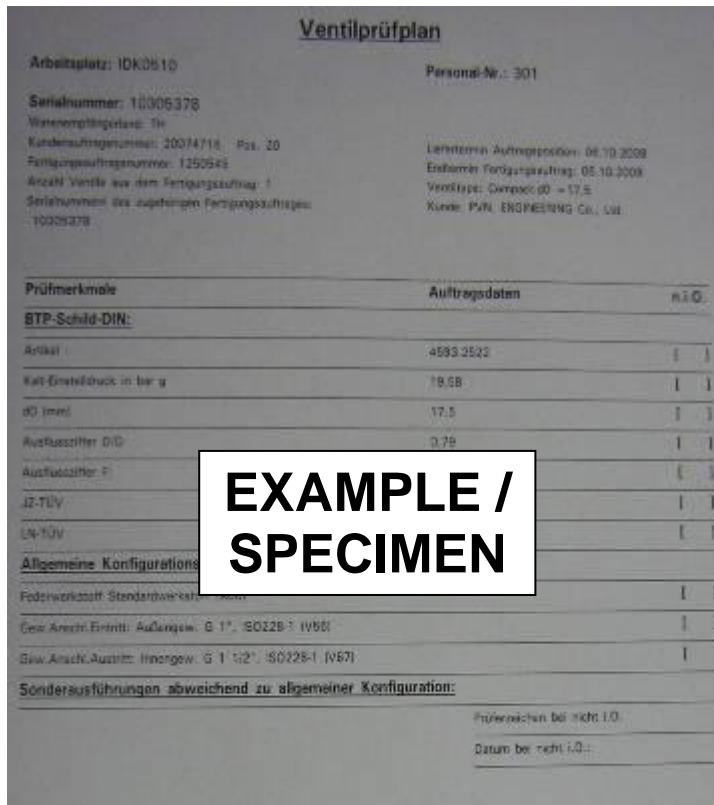 Ventilprüfplan
Arbeitsplatz: IDK0510
Personal-Nr.: 301
Serialnummer: 10305378
Warenempfängerland: TH
Kundenauftragsnummer: 20074718 Pos. 20
Liefertermin Auftragsposition: 06.10.2009
Fertigungsauftragsnummer: 1250545
Endtermin Fertigungsauftrag: 05.10.2009
Anzahl Ventile aus dem Fertigungsauftrag: 1
Ventiltype: Compact d0 = 17,5
Serialnummern des zugehörigen Fertigungsauftrages:
Kunde: PVN. ENGINEERING Co., Ltd.
10305378
Prüfmerkmale Auftragsdaten n.i.O.
BTP-Schild-DIN:
Artikel : 4593.2522 [ ]
Kalt-Einstelldruck in bar g 19,58 [ ]
d0 (mm) 17,5 [ ]
Ausflussziffer D/G 0,79 [ ]
Ausflussziffer F [ ]
JZ-TÜV [ ]
LN-TÜV [ ]
EXAMPLE /
SPECIMEN
Allgemeine Konfigurations
Federwerkstoff Standardwerkstoff [
Gew.Anschl.Eintritt: Außengew. G 1", ISO228-1 (V66) [
Gew.Anschl.Austritt: Innengew. G 1 1/2", ISO228-1 (V67) [
Sonderausführungen abweichend zu allgemeiner Konfiguration:
Prüferzeichen bei nicht i.O.
Datum bei nicht i.O.: